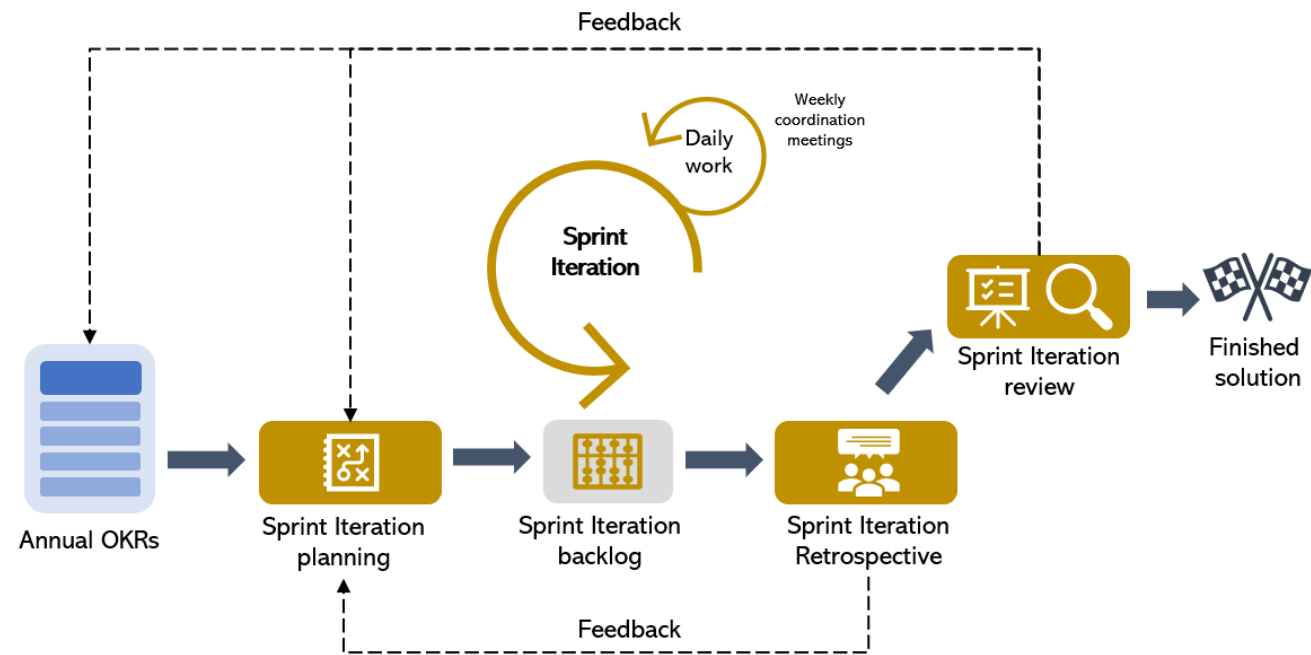 Feedback
Weekly
coordination
meetings
Daily
work
Sprint
Iteration
Sprint Iteration
review
Finished
solution
Annual OKRs
Sprint Iteration
planning
Sprint Iteration
backlog
Sprint Iteration
Retrospective
Feedback